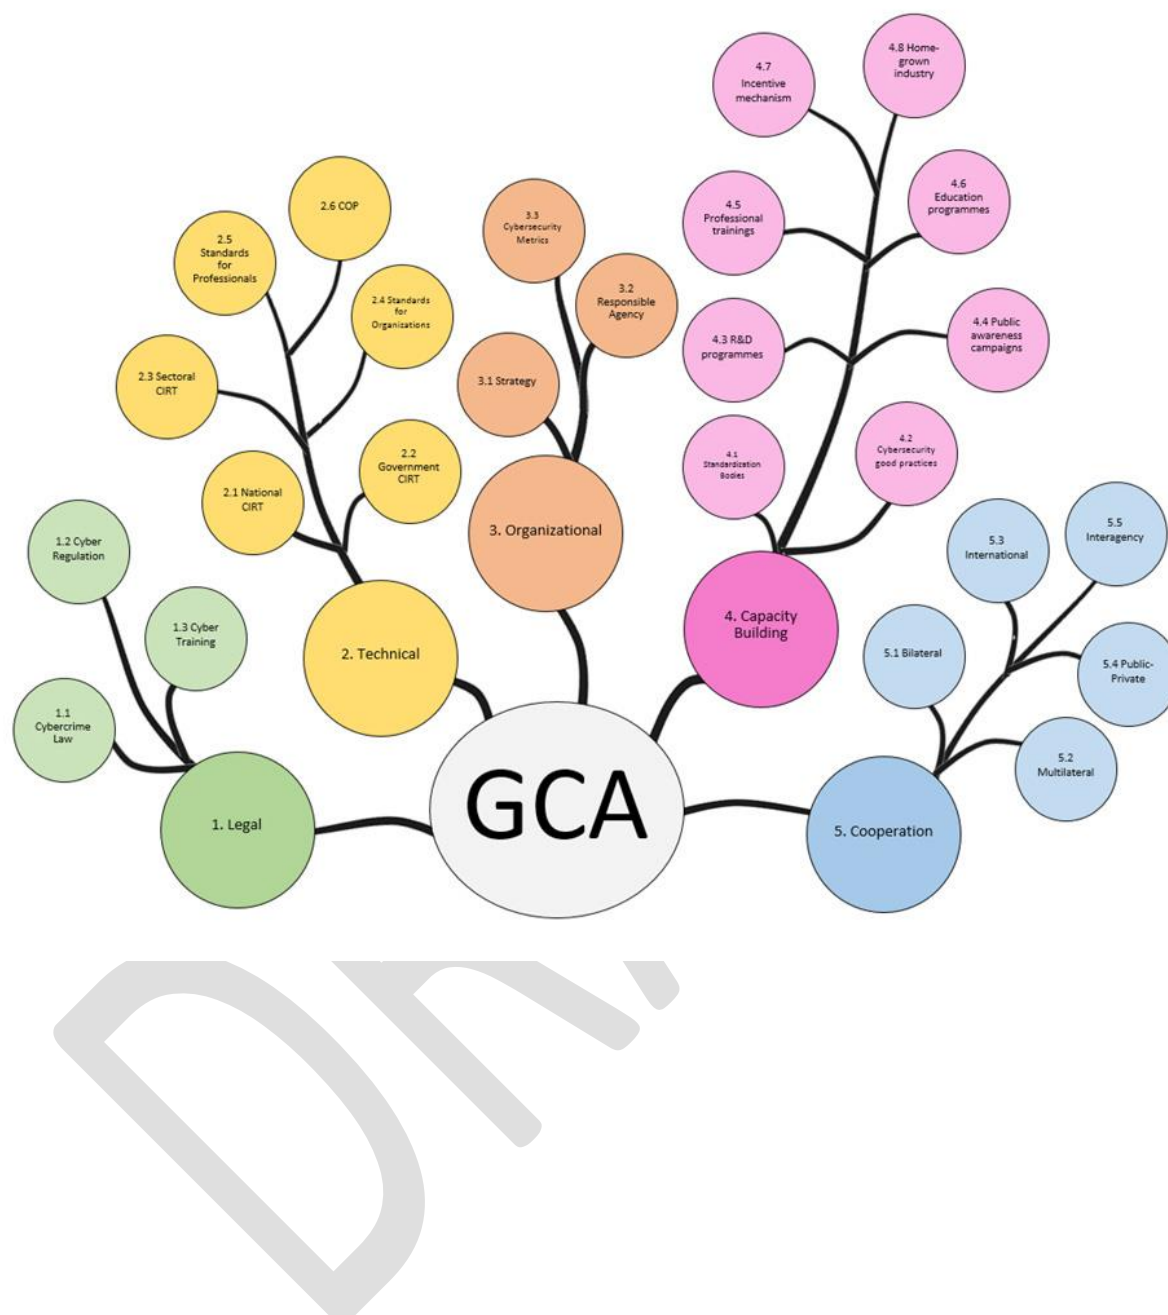 4.7
Incentive
mechanism
4.8 Home-
grown
industry
4.5
Professional
trainings
4.6
Education
programmes
4.3 R&D
programmes
4.4 Public
awareness
campaigns
4.1
Standardization
Bodies
4.2
Cybersecurity
good practices
4. Capacity
Building
3.3
Cybersecurity
Metrics
3.2
Responsible
Agency
3.1 Strategy
3. Organizational
2.6 COP
2.5
Standards
for
Professionals
2.4 Standards
for
Organizations
2.3 Sectoral
CIRT
2.2
Government
CIRT
2.1 National
CIRT
2. Technical
1.2 Cyber
Regulation
1.3 Cyber
Training
1.1
Cybercrime
Law
1. Legal
5.3
International
5.5
Interagency
5.1 Bilateral
5.4 Public-
Private
5.2
Multilateral
5. Cooperation
GCA